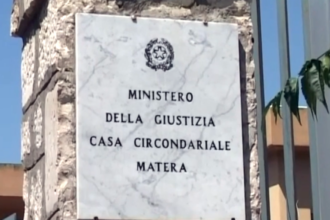 MINISTERO
DELLA GIUSTIZIA
CASA CIRCONDARIALE
MATERA